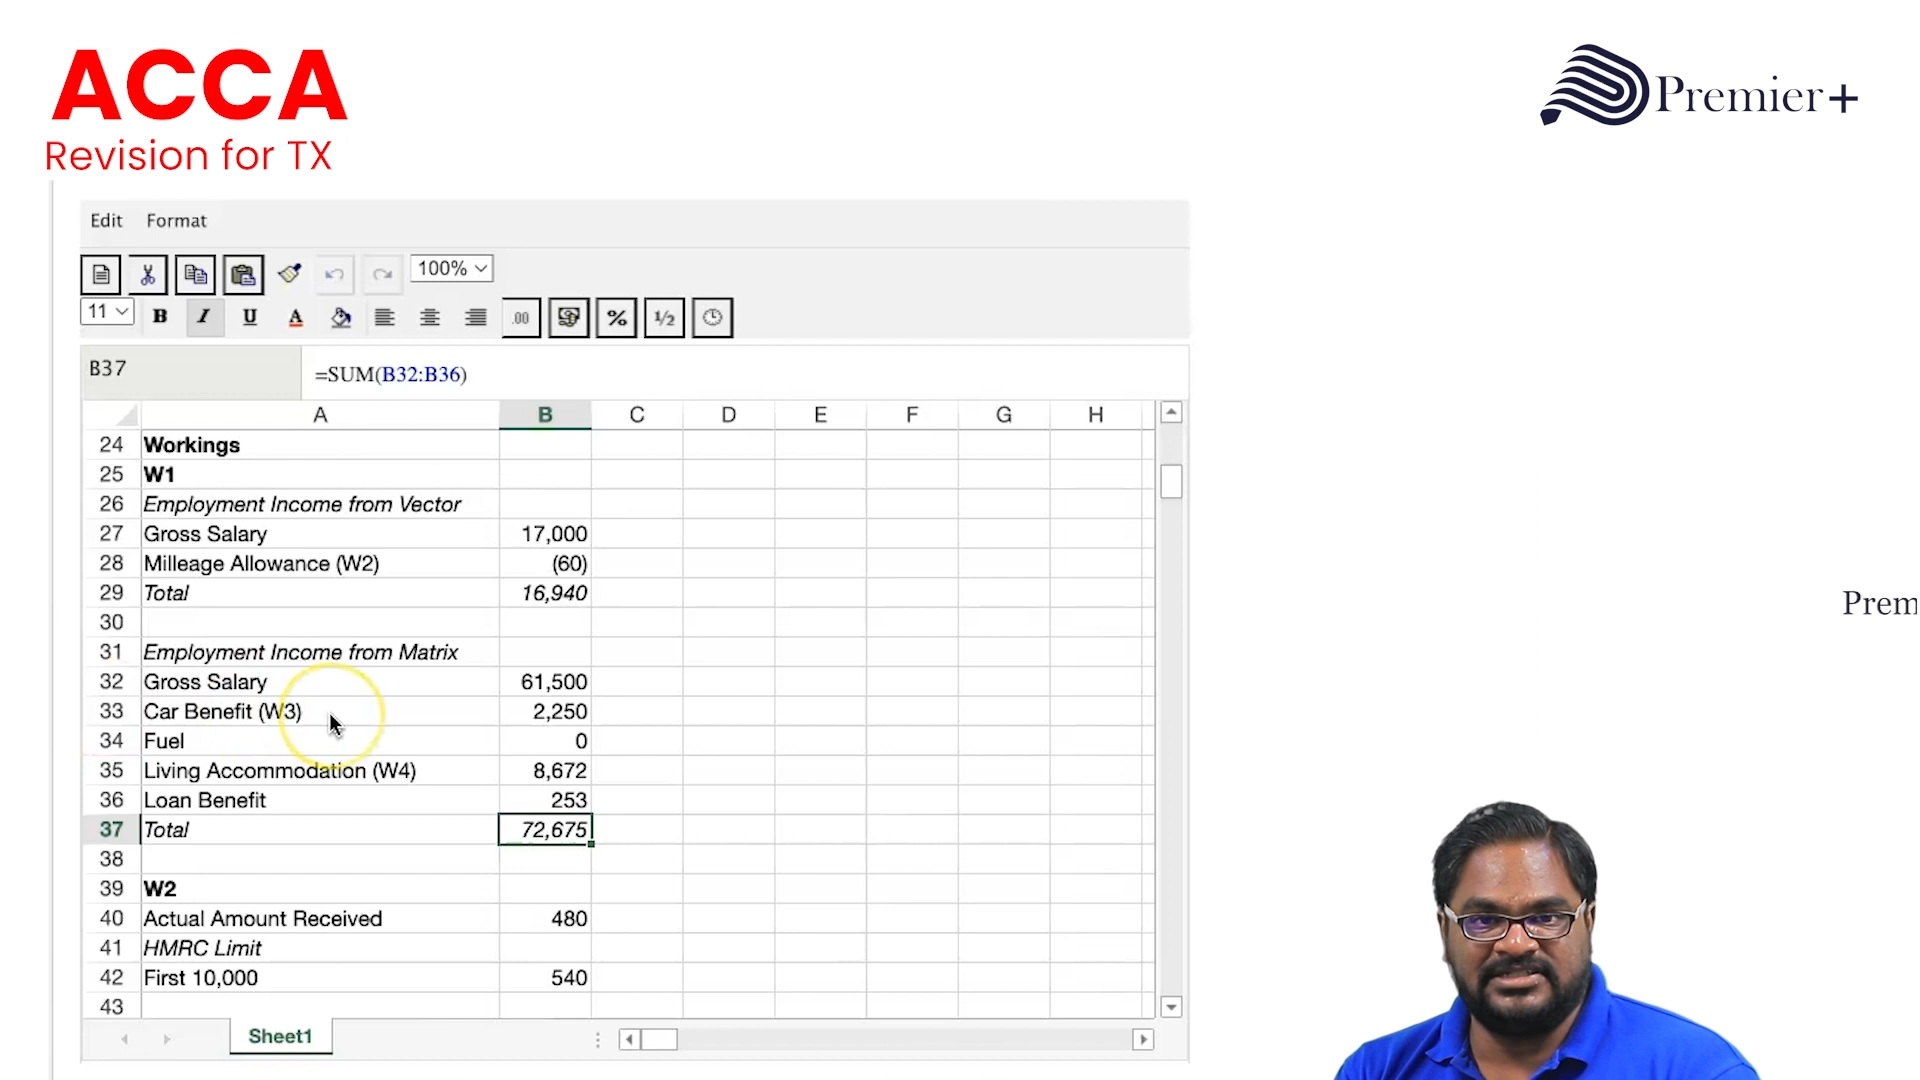 ACCA
Revision for TX
Premier+
Edit Format
100%
11 B I U A .00 % 1/2
B37 =SUM(B32:B36)
A B C D E F G H
24 Workings
25 W1
26 Employment Income from Vector
27 Gross Salary 17,000
28 Milleage Allowance (W2) (60)
29 Total 16,940
30
31 Employment Income from Matrix
32 Gross Salary 61,500
33 Car Benefit (W3) 2,250
34 Fuel 0
35 Living Accommodation (W4) 8,672
36 Loan Benefit 253
37 Total 72,675
38
39 W2
40 Actual Amount Received 480
41 HMRC Limit
42 First 10,000 540
43
Sheet1
Prem